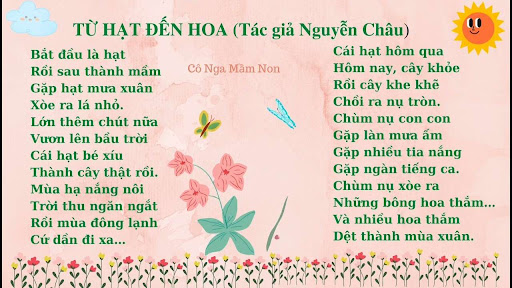 TỪ HẠT ĐẾN HOA (Tác giả Nguyễn Châu)
Cô Nga Mầm Non
Bắt đầu là hạt
Rồi sau thành mầm
Gặp hạt mưa xuân
Xòe ra lá nhỏ.
Lớn thêm chút nữa
Vươn lên bầu trời
Cái hạt bé xíu
Thành cây thật rồi.
Mùa hạ nắng nôi
Trời thu ngăn ngắt
Rồi mùa đông lạnh
Cứ dần đi xa...
Cái hạt hôm qua
Hôm nay, cây khỏe
Rồi cây khe khẽ
Chồi ra nụ tròn.
Chùm nụ con con
Gặp làn mưa ấm
Gặp nhiều tia nắng
Gặp ngàn tiếng ca.
Chùm nụ xòe ra
Những bông hoa thắm...
Và nhiều hoa thắm
Dệt thành mùa xuân.